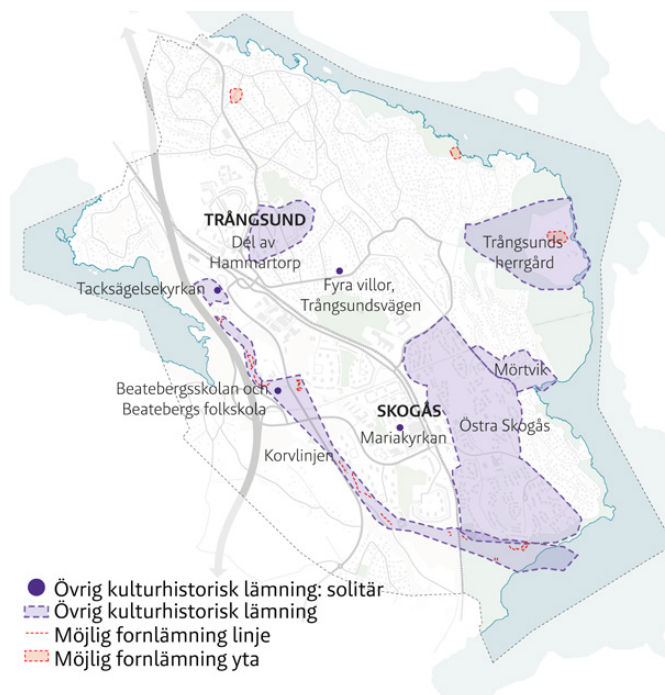 TRÅNGSUND
Del av
Hammartorp
Trångsunds
herrgård
Tacksägelsekyrkan
Fyra villor,
Trångsundsvägen
Mörtvik
Beatebergsskolan och
Beatebergs folkskola
SKOGÅS
Mariakyrkan
Östra Skogås
Korvlinjen
Övrig kulturhistorisk lämning: solitär
Övrig kulturhistorisk lämning
Möjlig fornlämning linje
Möjlig fornlämning yta